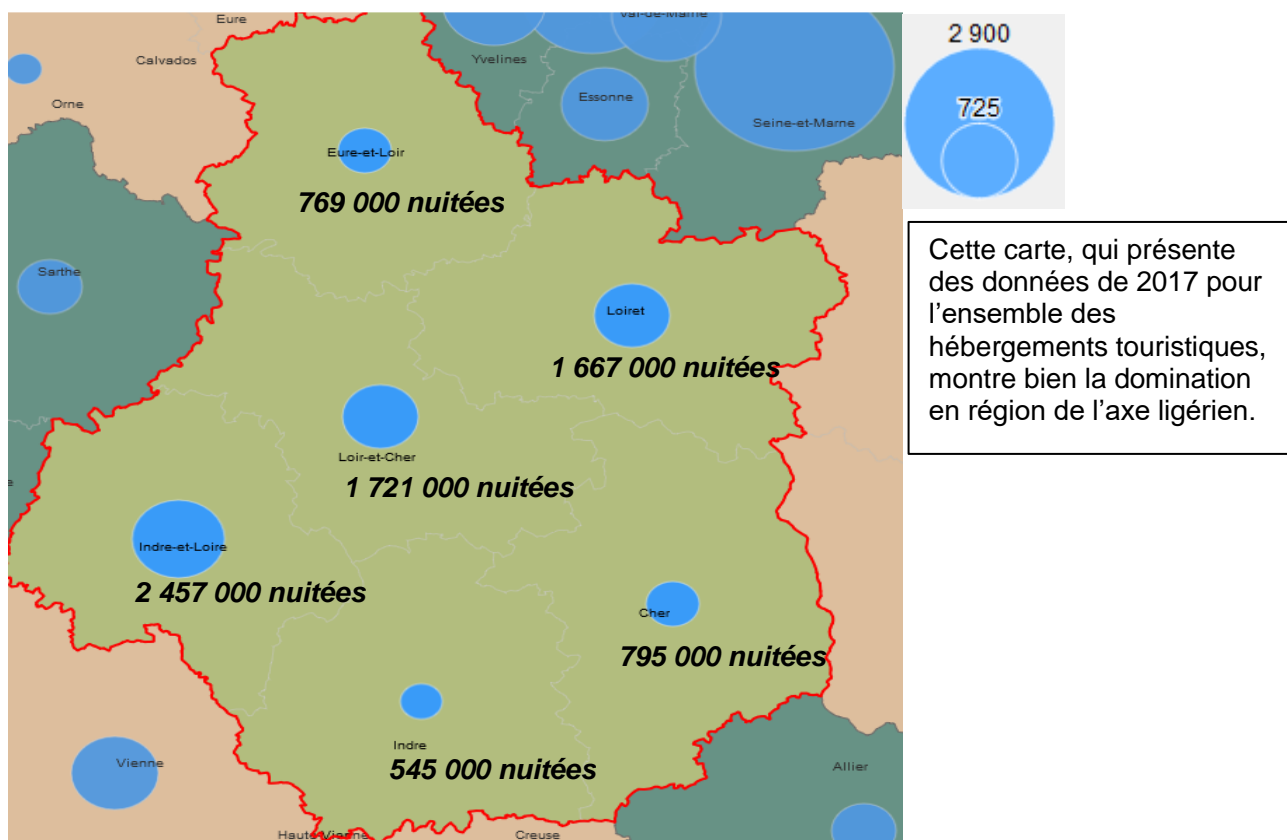 Eure
Calvados
Orne
Yvelines
Val-de-Marne
Essonne
Seine-et-Marne
2 900
725
Eure-et-Loir
769 000 nuitées
Sarthe
Loiret
1 667 000 nuitées
Cette carte, qui présente
des données de 2017 pour
l'ensemble des
hébergements touristiques,
montre bien la domination
en région de l'axe ligérien.
Loir-et-Cher
1 721 000 nuitées
Indre-et-Loire
2 457 000 nuitées
Cher
795 000 nuitées
Indre
545 000 nuitées
Vienne
Allier
Haute-Vienne
Creuse